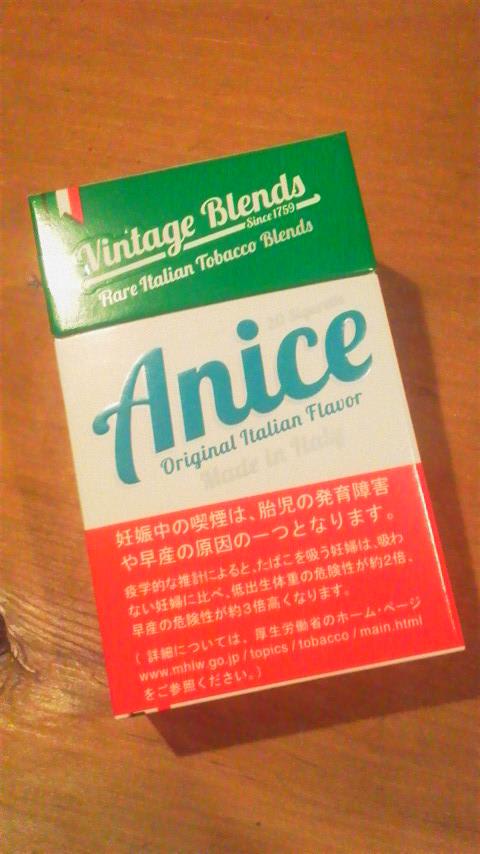 Vintage Blends
Since 1759
Rare Italian Tobacco Blends
20 Cigarettes
Anice
Original Italian Flavor
Made in Italy
妊娠中の喫煙は、胎児の発育障害
や早産の原因の一つとなります。
疫学的な推計によると、たばこを吸う妊婦は、吸わ
ない妊婦に比べ、低出生体重の危険性が約2倍、
早産の危険性が約3倍高くなります。
(詳細については、厚生労働省のホーム・ページ
www.mhlw.go.jp/topics/tobacco/main.html
をご参照ください。)